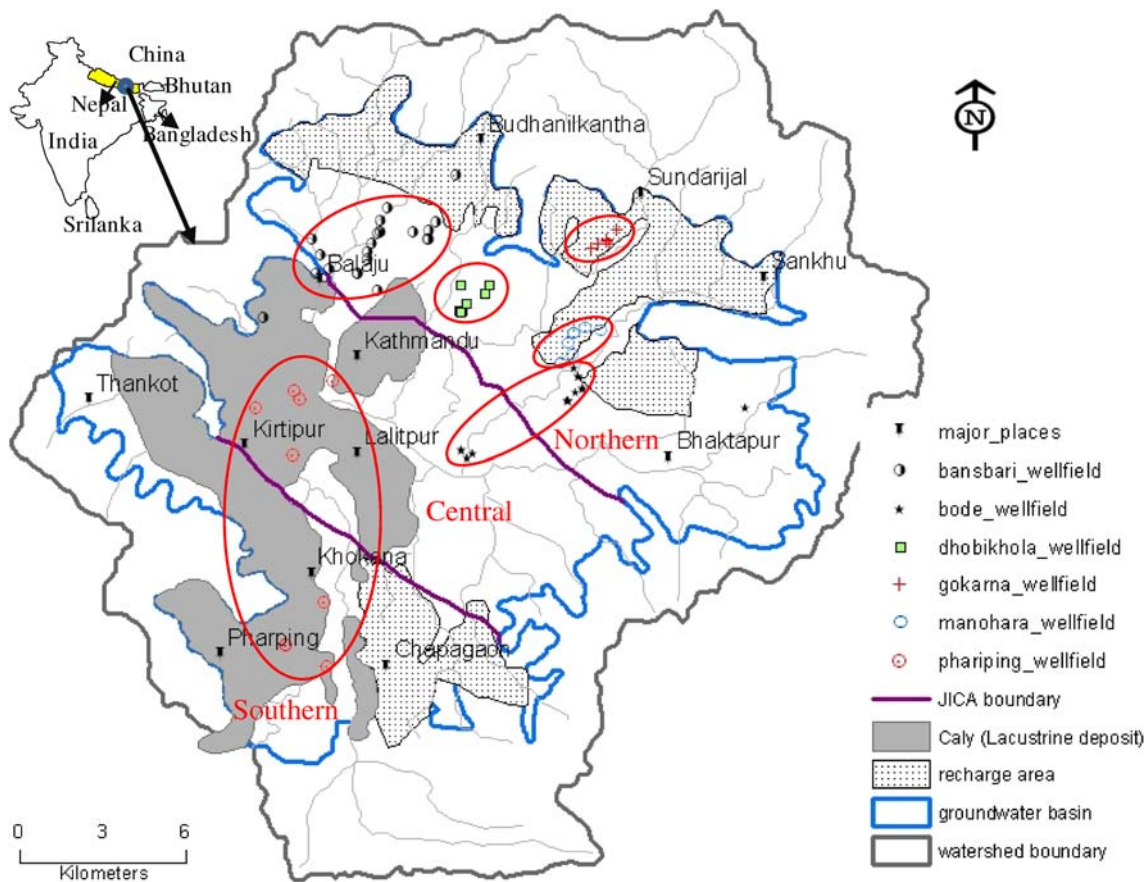 China
Bhutan
Nepal
India
Bangladesh
Srilanka
N
Budhanilkantha
Sundarijal
Sankhu
Balaju
Kathmandu
Thankot
Kirtipur
Lalitpur
Northern
Bhaktapur
Central
Khokana
Pharping
Chapagaon
Southern
major_places
bansbari_wellfield
bode_wellfield
dhobikhola_wellfield
gokarna_wellfield
manohara_wellfield
phariping_wellfield
JICA boundary
Caly (Lacustrine deposit)
recharge area
groundwater basin
watershed boundary
0 3 6
Kilometers